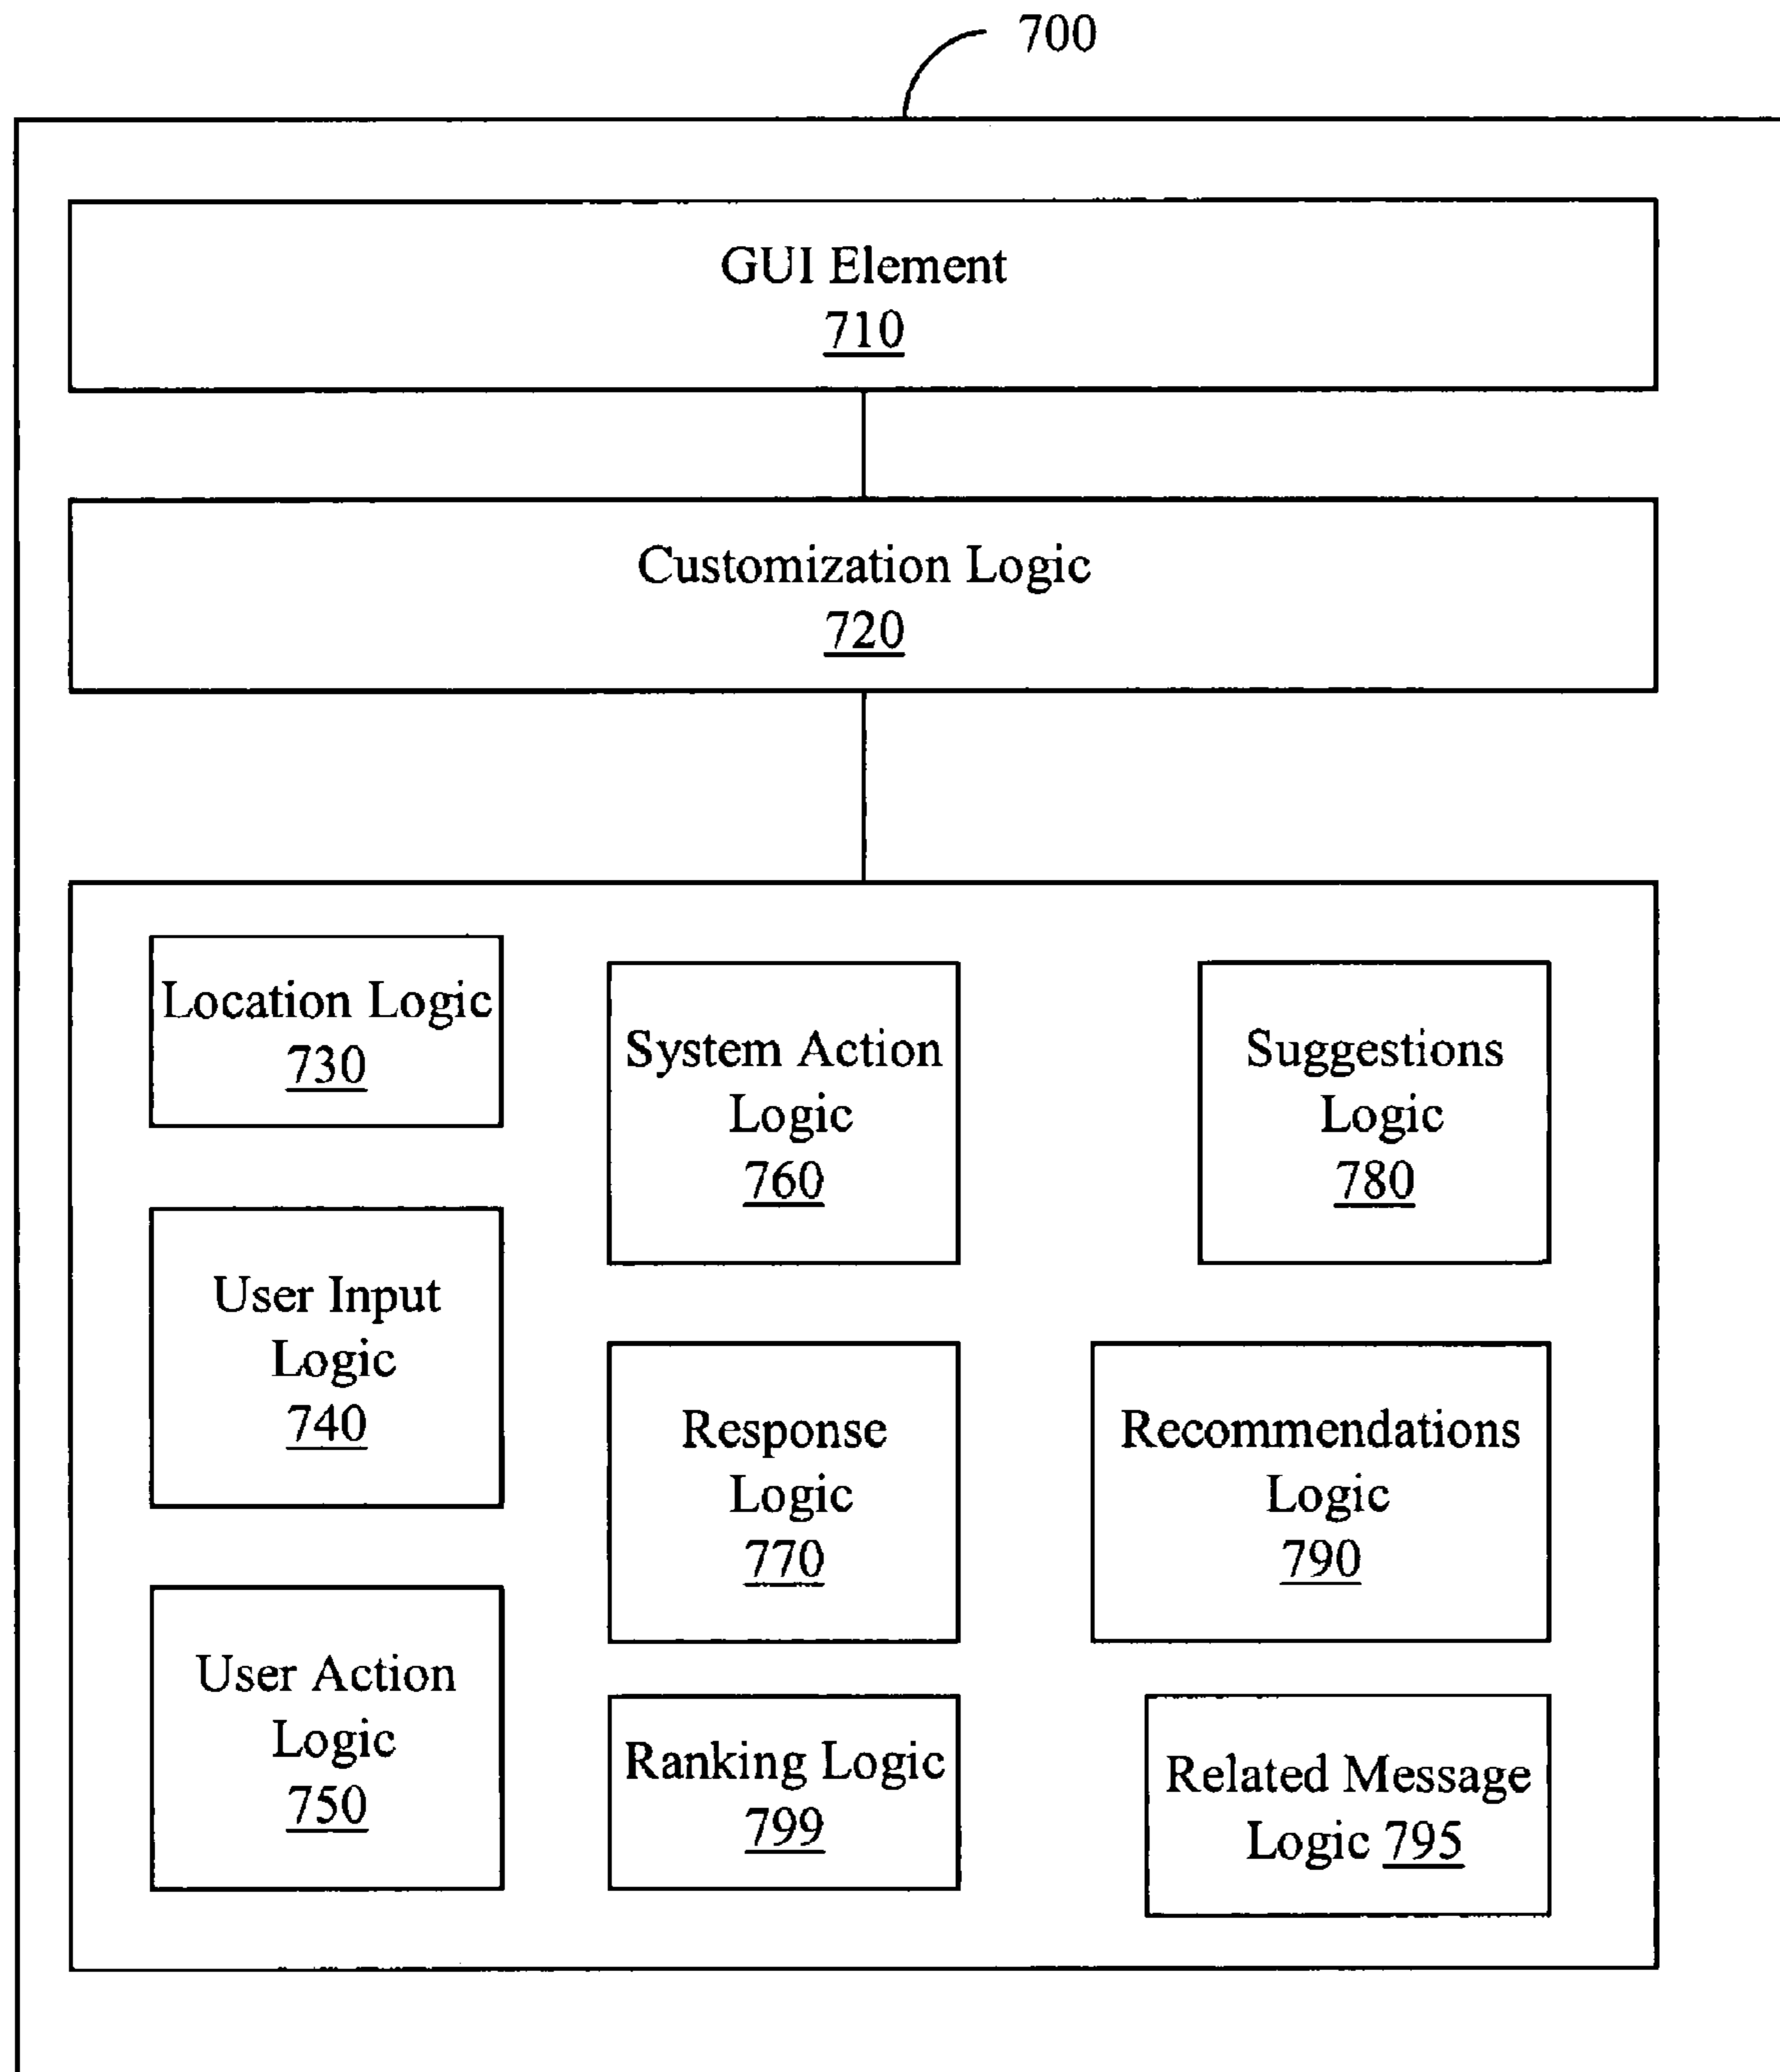 700
GUI Element
710
Customization Logic
720
Location Logic
730
User Input
Logic
740
User Action
Logic
750
System Action
Logic
760
Response
Logic
770
Ranking Logic
799
Suggestions
Logic
780
Recommendations
Logic
790
Related Message
Logic 795